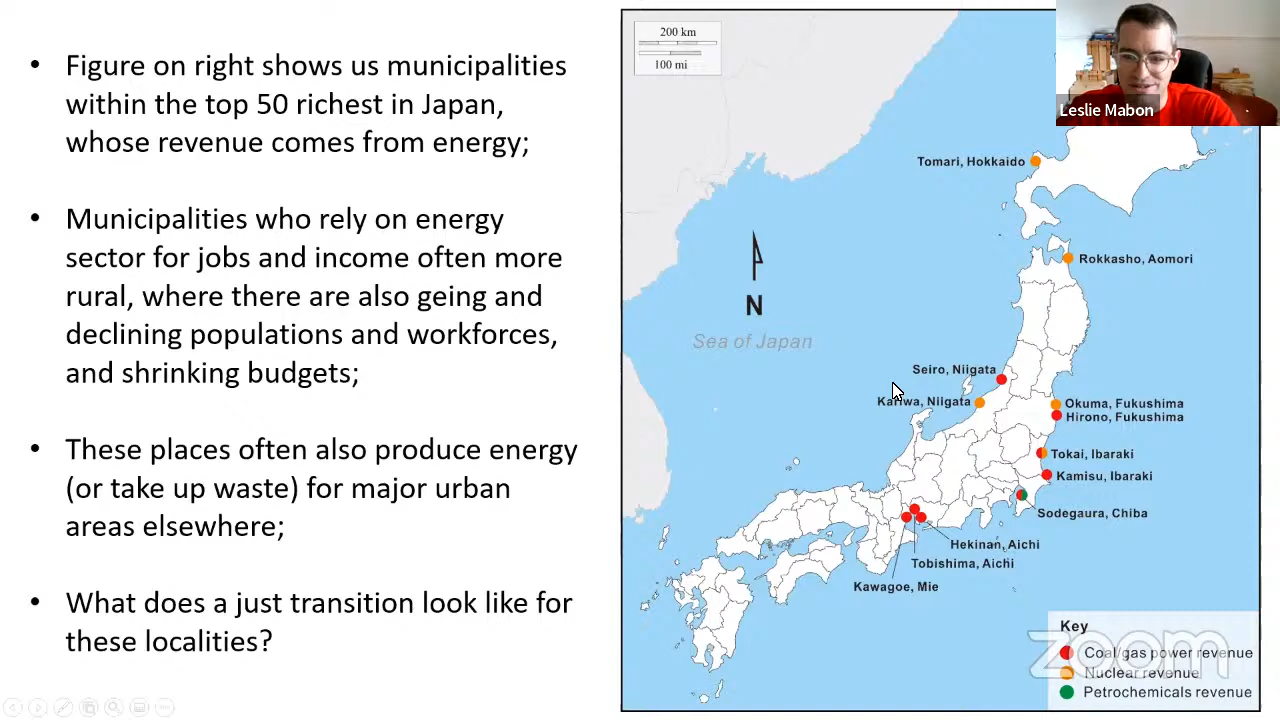 • Figure on right shows us municipalities
within the top 50 richest in Japan,
whose revenue comes from energy;
• Municipalities who rely on energy
sector for jobs and income often more
rural, where there are also geing and
declining populations and workforces,
and shrinking budgets;
• These places often also produce energy
(or take up waste) for major urban
areas elsewhere;
• What does a just transition look like for
these localities?
200 km
100 mi
Leslie Mabon
Tomari, Hokkaido
Rokkasho, Aomori
N
Sea of Japan
Seiro, Niigata
Kariwa, Niigata
Okuma, Fukushima
Hirono, Fukushima
Tokai, Ibaraki
Kamisu, Ibaraki
Sodegaura, Chiba
Hekinan, Aichi
Tobishima, Aichi
Kawagoe, Mie
Key
Coal/gas power revenue
Nuclear revenue
Petrochemicals revenue
zoom